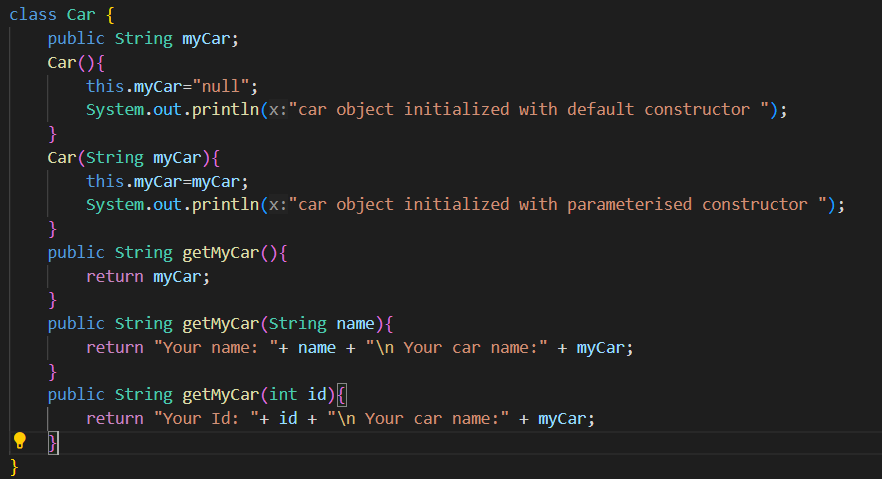 class Car {
    public String myCar;
    Car(){
        this.myCar="null";
        System.out.println(x:"car object initialized with default constructor ");
    }
    Car(String myCar){
        this.myCar=myCar;
        System.out.println(x:"car object initialized with parameterised constructor ");
    }
    public String getMyCar(){
        return myCar;
    }
    public String getMyCar(String name){
        return "Your name: "+ name + "\n Your car name:" + myCar;
    }
    public String getMyCar(int id){
        return "Your Id: "+ id + "\n Your car name:" + myCar;
    }
}